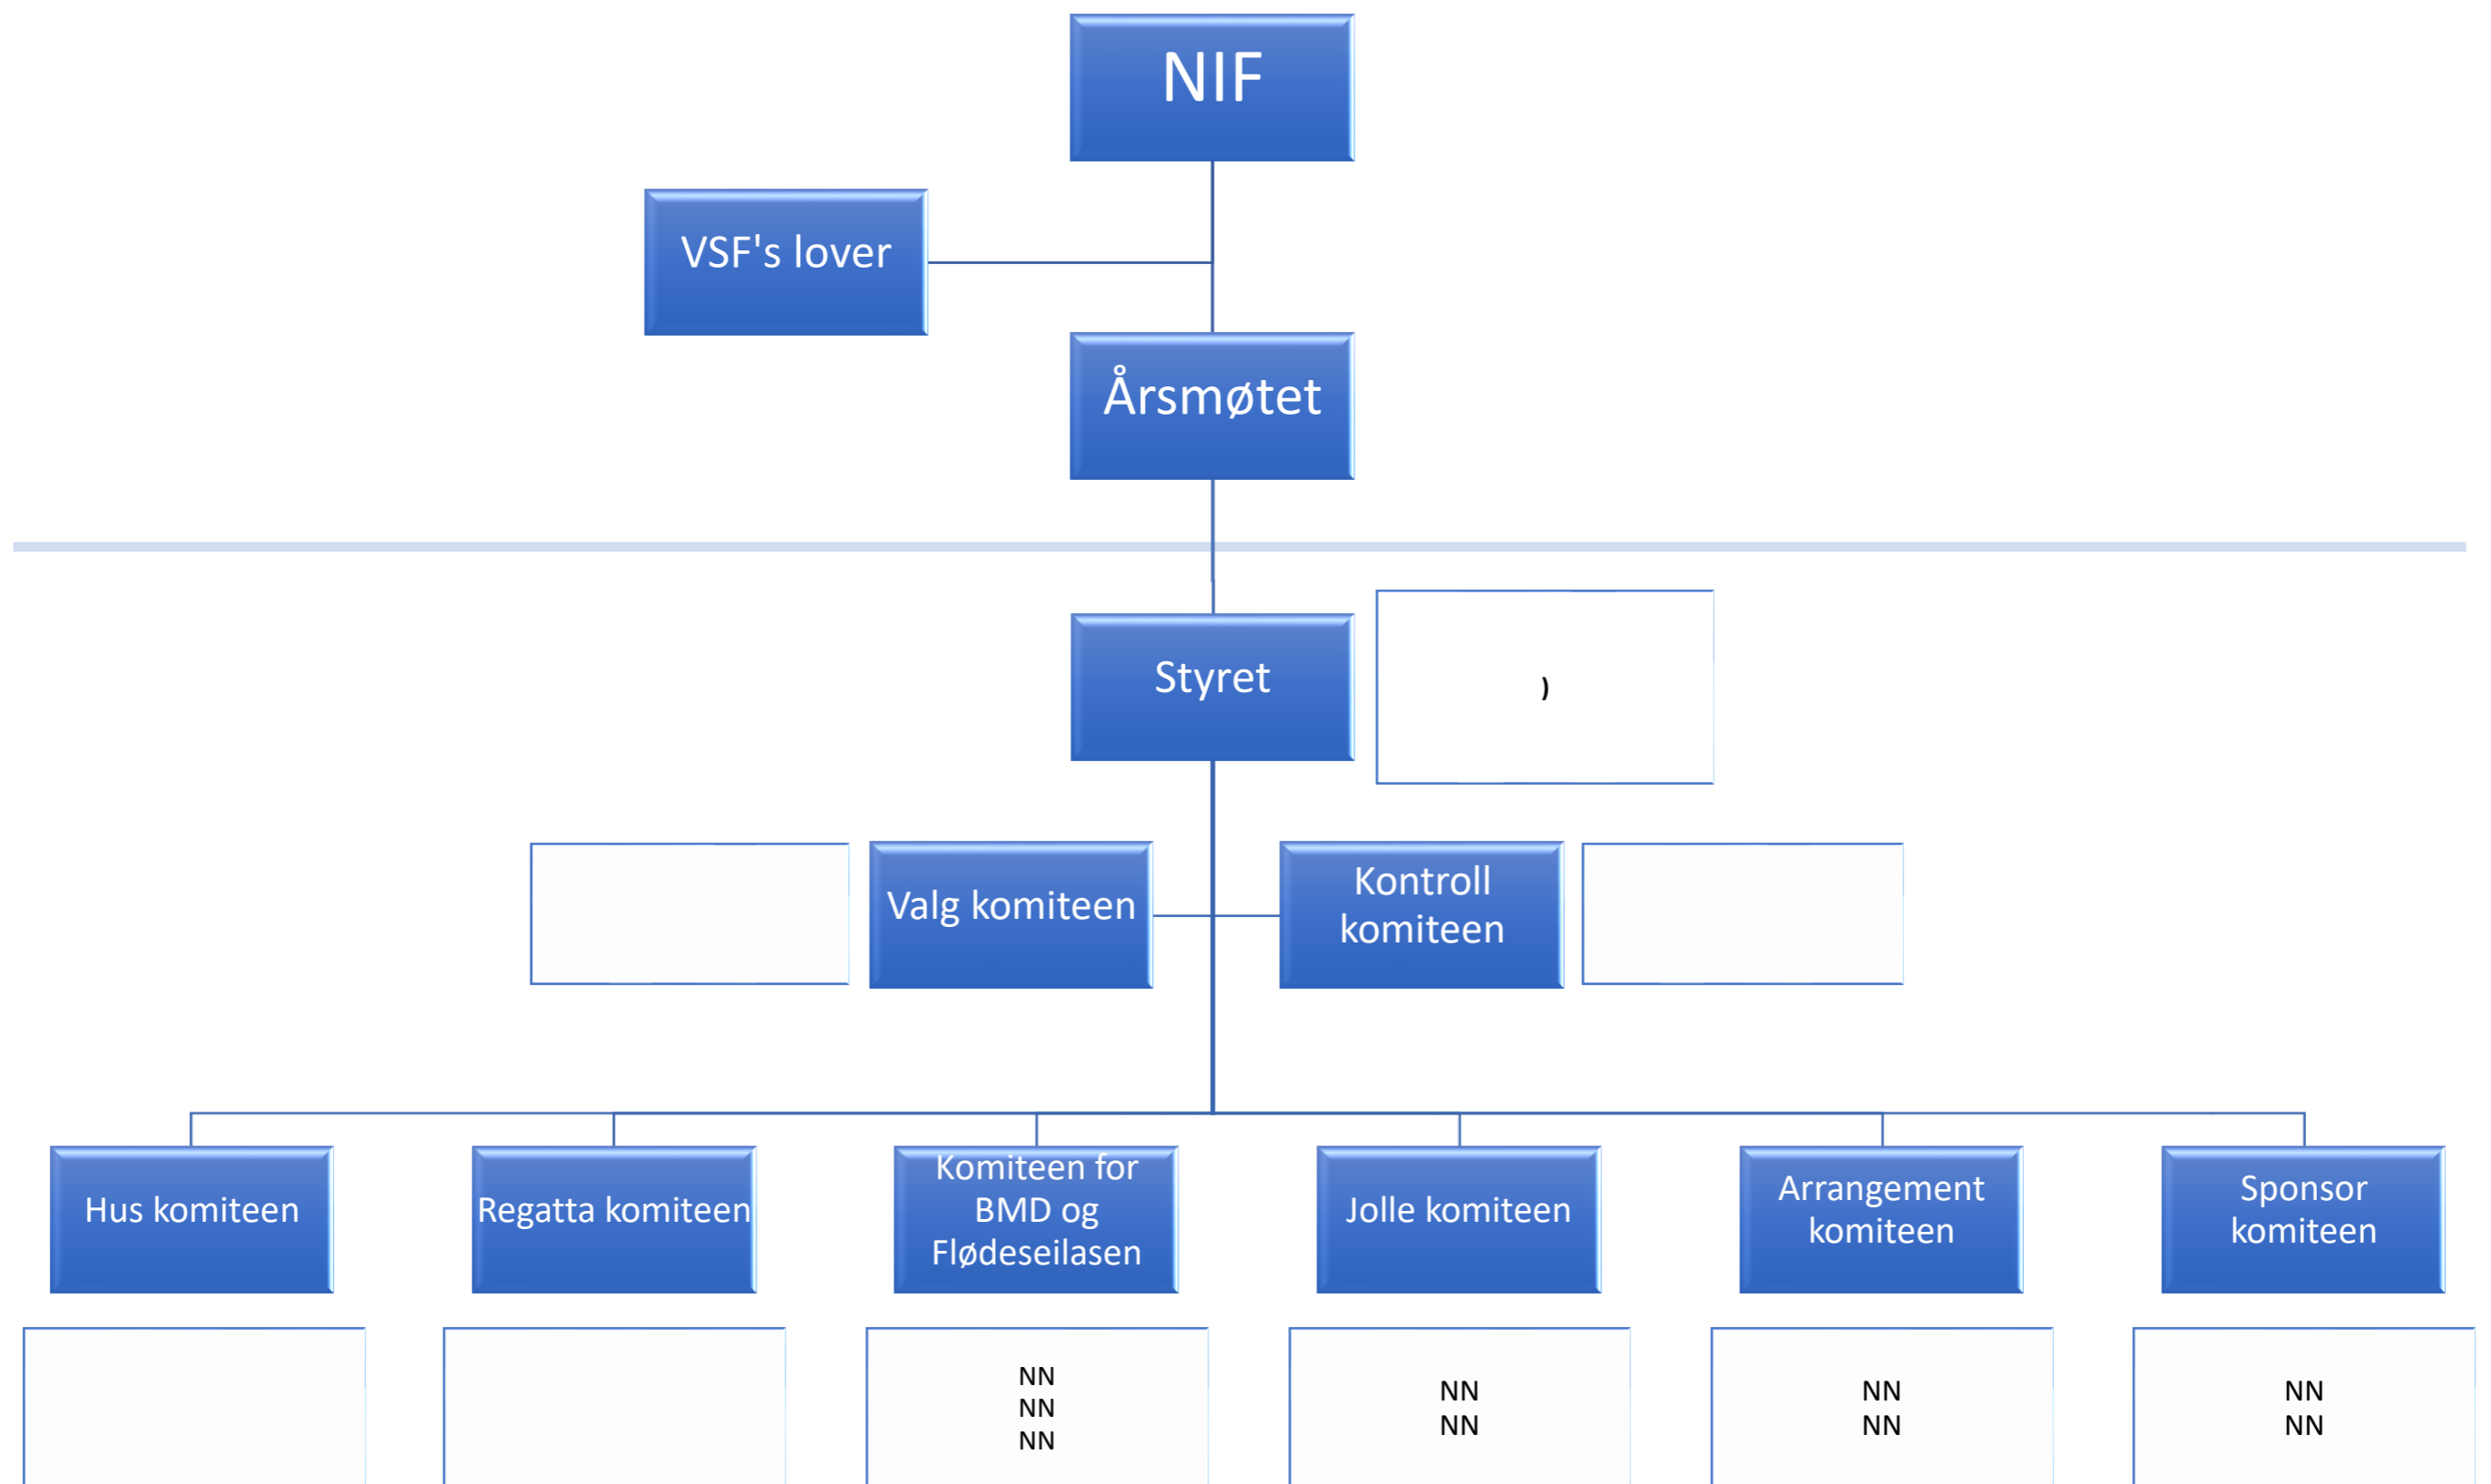 NIF
VSF's lover
Årsmøtet
Styret
)
Valg komiteen
Kontroll
komiteen
Hus komiteen
Regatta komiteen
Komiteen for
BMD og
Flødeseilasen
Jolle komiteen
Arrangement
komiteen
Sponsor
komiteen
NN
NN
NN
NN
NN
NN
NN
NN
NN